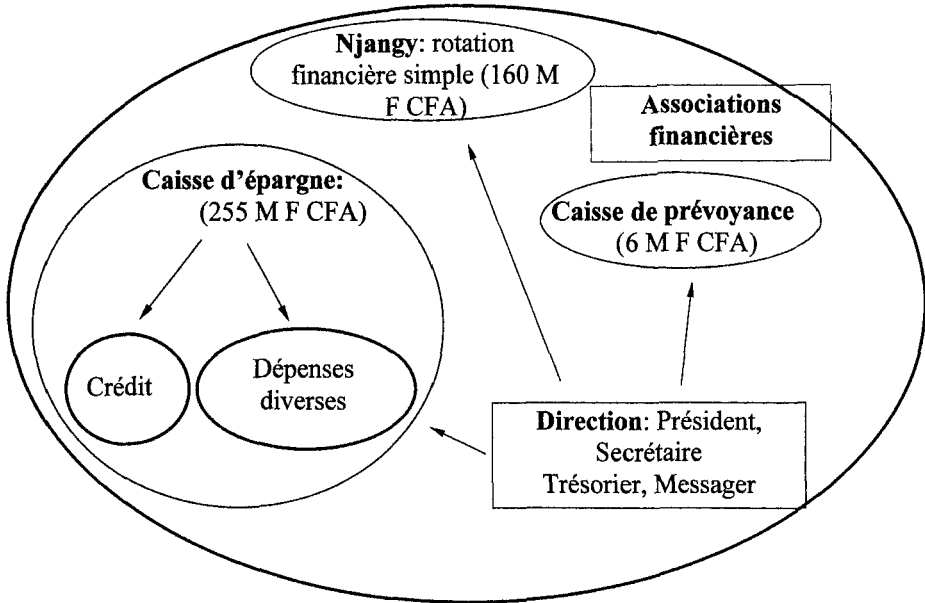 Njangy: rotation
financière simple (160 M
F CFA)
Associations
financières
Caisse d'épargne:
(255 M F CFA)
Caisse de prévoyance
(6 M F CFA)
Crédit
Dépenses
diverses
Direction: Président,
Secrétaire
Trésorier, Messager